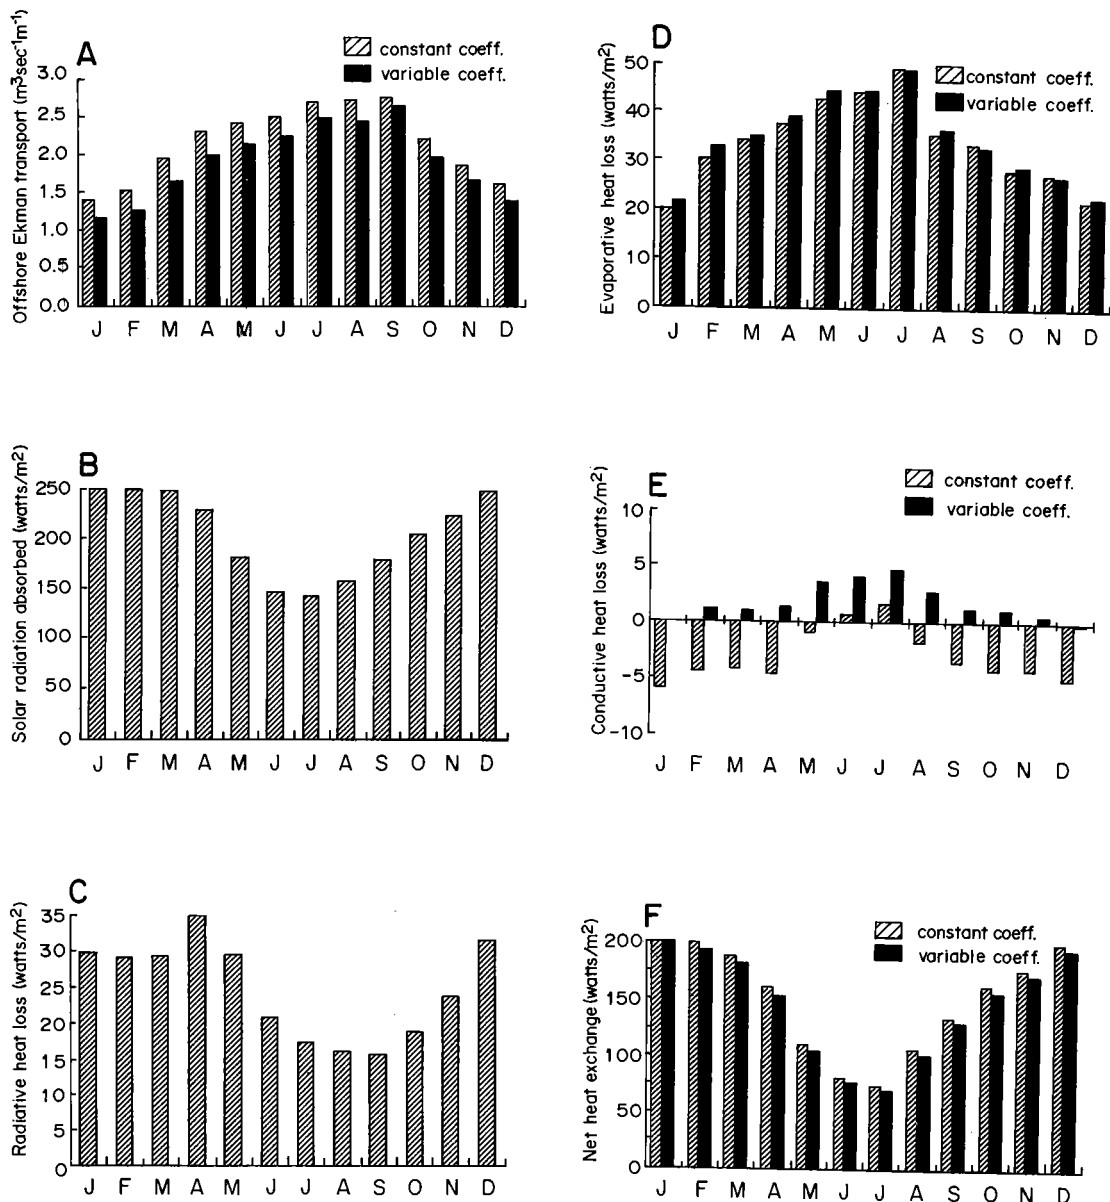 A
constant coeff.
variable coeff.
Offshore Ekman transport (m³sec⁻¹m⁻¹)
3.0
2.5
2.0
1.5
1.0
0.5
0.0
J F M A M J J A S O N D
B
Solar radiation absorbed (watts/m²)
250
200
150
100
50
0
J F M A M J J A S O N D
C
Radiative heat loss (watts/m²)
35
30
25
20
15
10
5
0
J F M A M J J A S O N D
D
constant coeff.
variable coeff.
Evaporative heat loss (watts/m²)
50
40
30
20
10
0
J F M A M J J A S O N D
E
constant coeff.
variable coeff.
Conductive heat loss (watts/m²)
10
5
0
-5
-10
J F M A M J J A S O N D
F
constant coeff.
variable coeff.
Net heat exchange (watts/m²)
200
150
100
50
0
J F M A M J J A S O N D